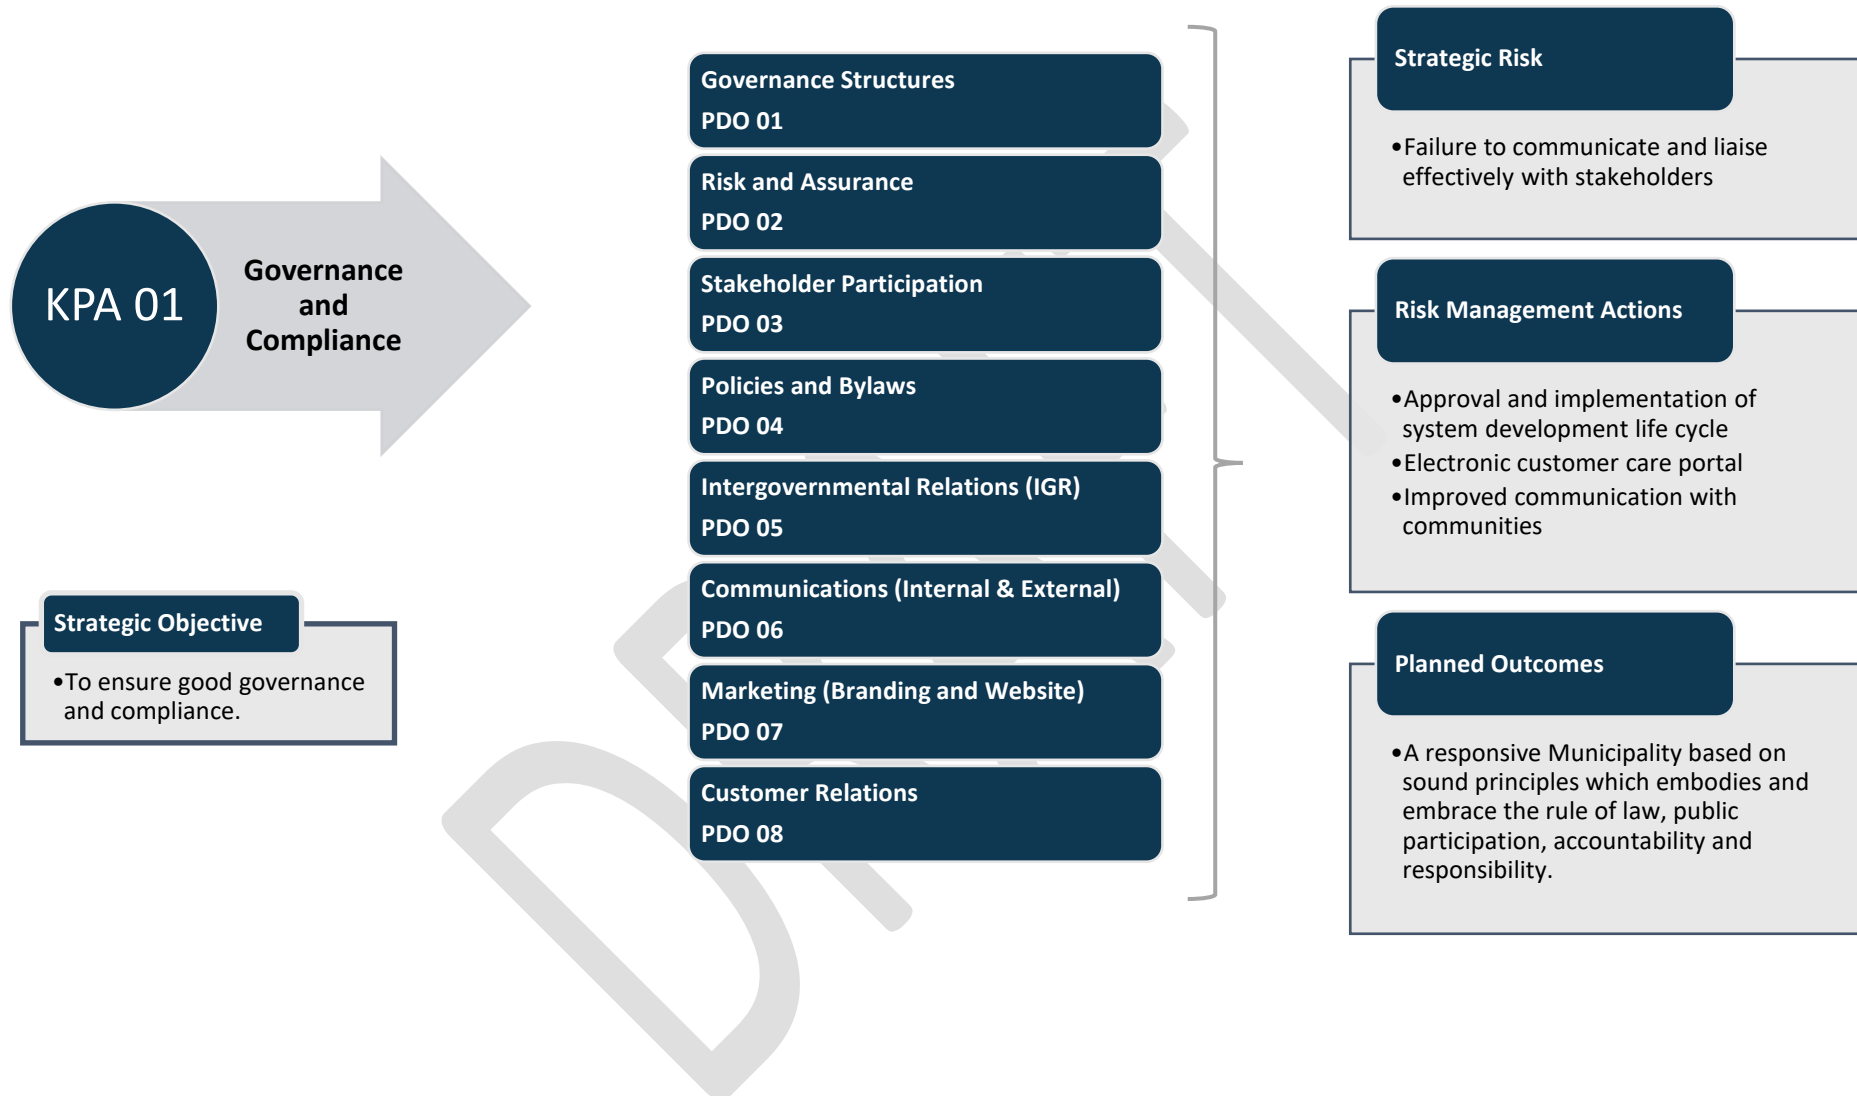 KPA 01
Governance
and
Compliance
Strategic Objective
•To ensure good governance
and compliance.
Governance Structures
PDO 01
Risk and Assurance
PDO 02
Stakeholder Participation
PDO 03
Policies and Bylaws
PDO 04
Intergovernmental Relations (IGR)
PDO 05
Communications (Internal & External)
PDO 06
Marketing (Branding and Website)
PDO 07
Customer Relations
PDO 08
Strategic Risk
•Failure to communicate and liaise
effectively with stakeholders
Risk Management Actions
•Approval and implementation of
system development life cycle
•Electronic customer care portal
•Improved communication with
communities
Planned Outcomes
•A responsive Municipality based on
sound principles which embodies and
embrace the rule of law, public
participation, accountability and
responsibility.
DRAFT